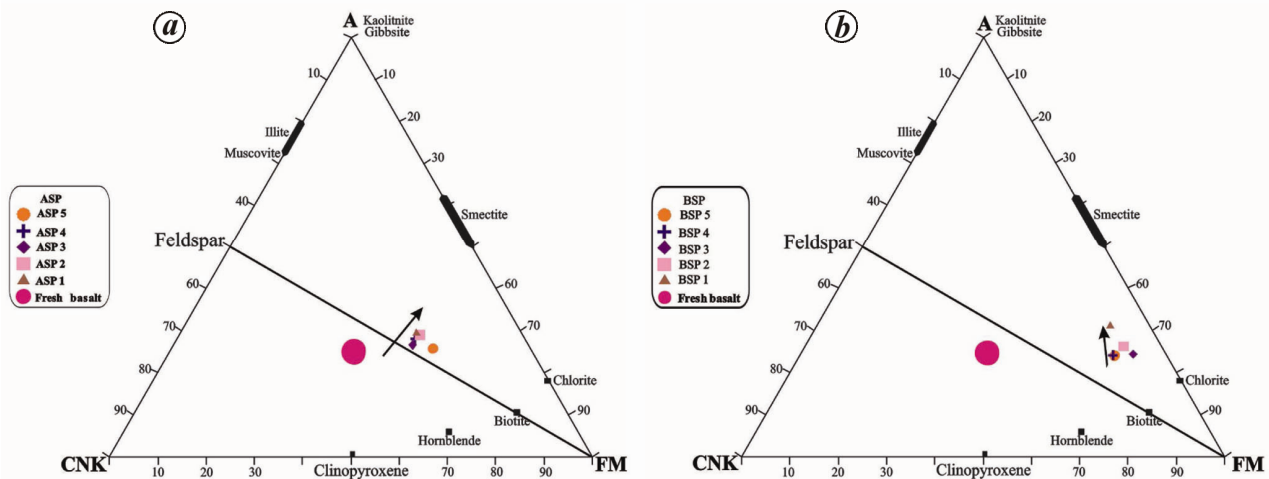 a
A Kaolitnite
Gibbsite
10
10
20
Illite
Muscovite
30
40
Smectite
Feldspar
60
60
70
70
80
Chlorite
90
90
Biotite
Hornblende
CNK
FM
10
20
30
Clinopyroxene
70
80
90
ASP
ASP 5
ASP 4
ASP 3
ASP 2
ASP 1
Fresh basalt
b
A Kaolitnite
Gibbsite
10
10
20
Illite
Muscovite
30
40
Smectite
Feldspar
60
60
70
70
80
Chlorite
90
90
Biotite
Hornblende
CNK
FM
10
20
30
Clinopyroxene
70
80
90
BSP
BSP 5
BSP 4
BSP 3
BSP 2
BSP 1
Fresh basalt